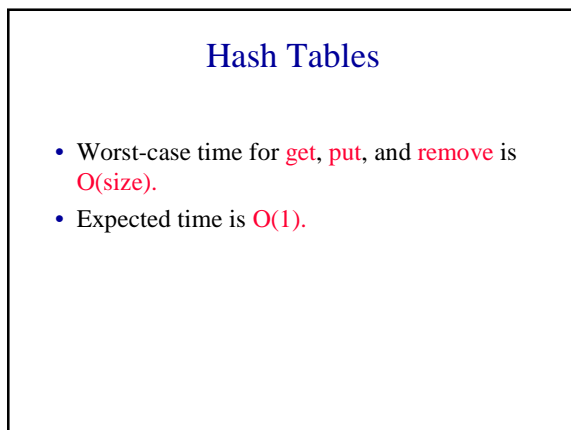 Hash Tables
• Worst-case time for get, put, and remove is
O(size).
• Expected time is O(1).